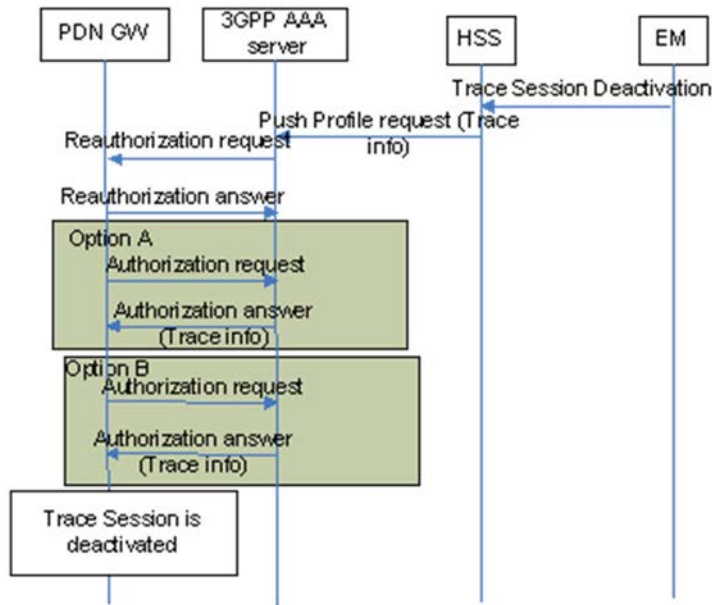 PDN GW
3GPP AAA
server
HSS
EM
Trace Session Deactivation
Push Profile request (Trace
info)
Reauthorization request
Reauthorization answer
Option A
Authorization request
Authorization answer
(Trace info)
Option B
Authorization request
Authorization answer
(Trace info)
Trace Session is
deactivated